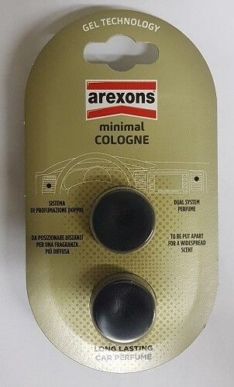 GEL TECHNOLOGY
arexons
minimal
COLOGNE
SISTEMA
DI PROFUMAZIONE DOPPIO
DUAL SYSTEM
PERFUME
DA POSIZIONARE DISTANTI
PER UNA FRAGRANZA
PIÙ DIFFUSA
TO BE PUT APART
FOR A WIDESPREAD
SCENT
LONG LASTING
CAR PERFUME